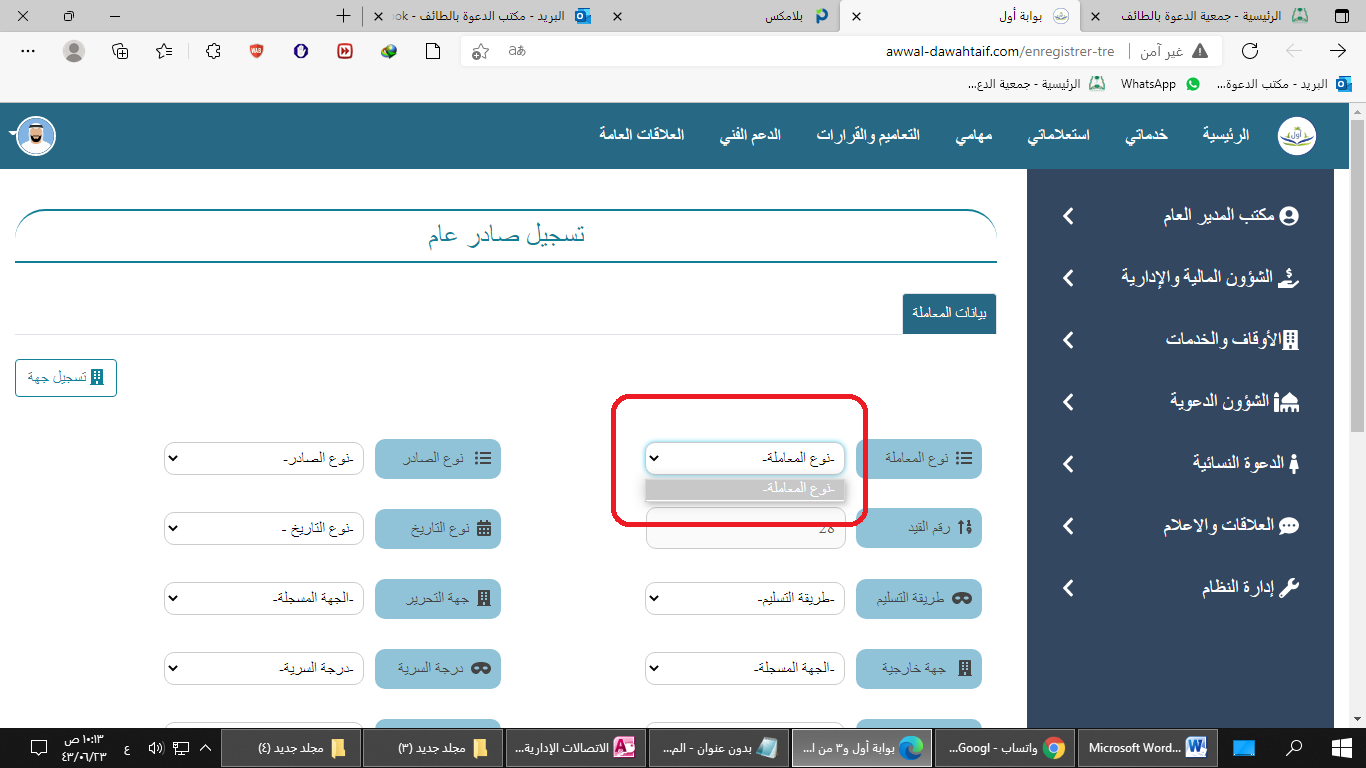 الرئيسية - جمعية الدعوة بالطائف
بوابة أول
بلامكس
البريد - مكتب الدعوة بالطائف - ok
awwal-dawahtaif.com/enregistrer-tre
غير آمن
البريد - مكتب الدعوة...
WhatsApp
الرئيسية - جمعية الدع...
أول
الرئيسية
خدماتي
استعلاماتي
مهامي
التعاميم والقرارات
الدعم الفني
العلاقات العامة
مكتب المدير العام
الشؤون المالية والإدارية
الأوقاف والخدمات
الشؤون الدعوية
الدعوة النسائية
العلاقات والاعلام
إدارة النظام
تسجيل صادر عام
بيانات المعاملة
تسجيل جهة
نوع المعاملة
-نوع المعاملة-
-نوع المعاملة-
نوع الصادر
-نوع الصادر-
رقم القيد
28
نوع التاريخ
-نوع التاريخ -
طريقة التسليم
-طريقة التسليم-
جهة التحرير
-الجهة المسجلة-
جهة خارجية
-الجهة المسجلة-
درجة السرية
-درجة السرية-
Microsoft Word...
واتساب - Googl...
بوابة أول و٣ من ا...
بدون عنوان - الم...
الاتصالات الإدارية...
مجلد جديد (٣)
مجلد جديد (٤)
ع
١٠:١٣ ص
٤٣/٠٦/٢٣